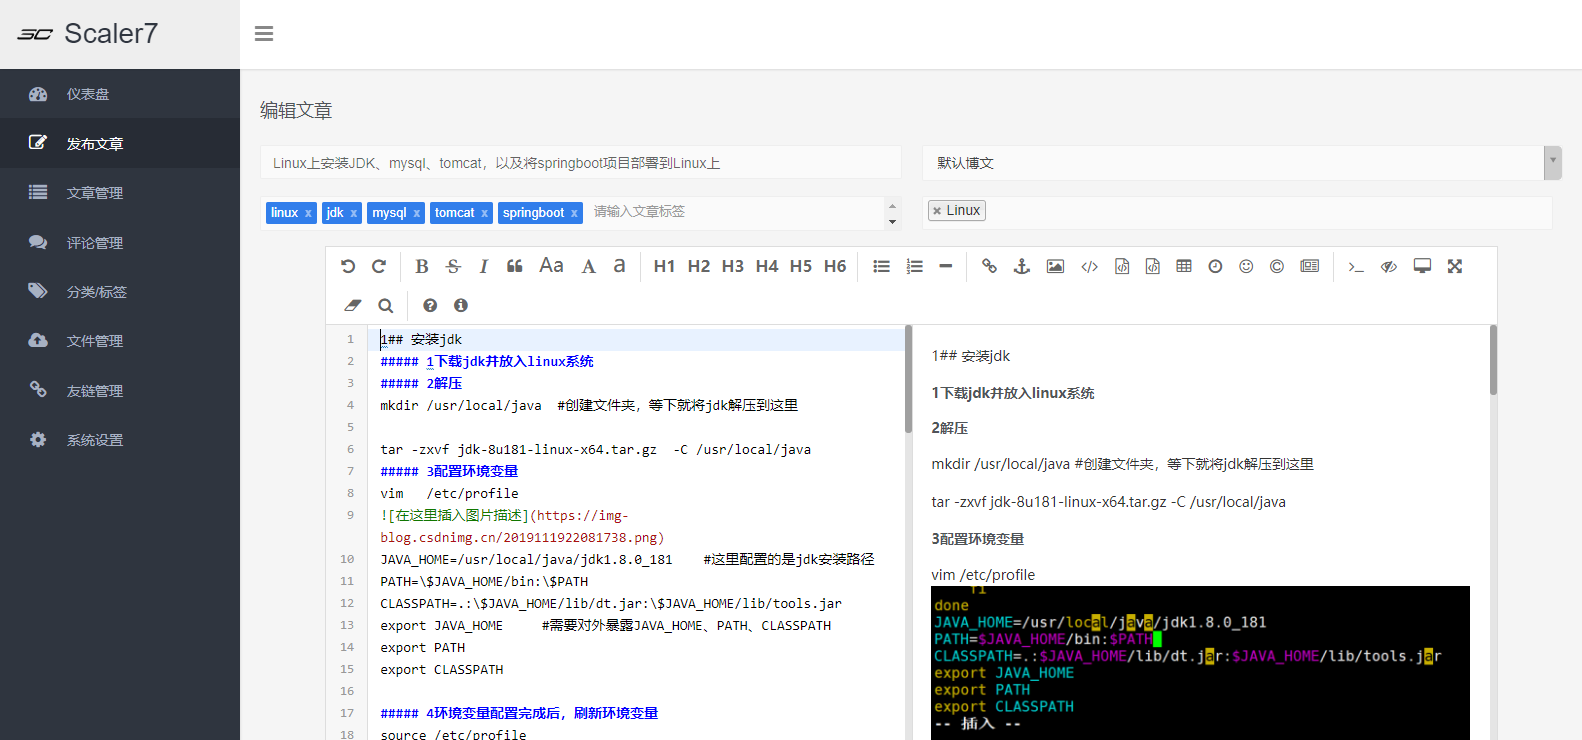 Scaler7
仪表盘
发布文章
文章管理
评论管理
分类/标签
文件管理
友链管理
系统设置
编辑文章
Linux上安装JDK、mysql、tomcat，以及将springboot项目部署到Linux上
默认博文
linux x jdk x mysql x tomcat x springboot x 请输入文章标签
× Linux
B S I Aa A a H1 H2 H3 H4 H5 H6
1 1## 安装jdk
2 ##### 1下载jdk并放入linux系统
3 ##### 2解压
4 mkdir /usr/local/java  #创建文件夹，等下就将jdk解压到这里
5
6 tar -zxvf jdk-8u181-linux-x64.tar.gz  -C /usr/local/java
7 ##### 3配置环境变量
8 vim   /etc/profile
9 ![在这里插入图片描述](https://img-
blog.csdnimg.cn/2019111922081738.png)
10 JAVA_HOME=/usr/local/java/jdk1.8.0_181    #这里配置的是jdk安装路径
11 PATH=\$JAVA_HOME/bin:\$PATH
12 CLASSPATH=.:\$JAVA_HOME/lib/dt.jar:\$JAVA_HOME/lib/tools.jar
13 export JAVA_HOME     #需要对外暴露JAVA_HOME、PATH、CLASSPATH
14 export PATH
15 export CLASSPATH
16
17 ##### 4环境变量配置完成后，刷新环境变量
18 source /etc/profile
1## 安装jdk
1下载jdk并放入linux系统
2解压
mkdir /usr/local/java #创建文件夹，等下就将jdk解压到这里
tar -zxvf jdk-8u181-linux-x64.tar.gz -C /usr/local/java
3配置环境变量
vim /etc/profile
fi
done
JAVA_HOME=/usr/local/java/jdk1.8.0_181
PATH=$JAVA_HOME/bin:$PATH
CLASSPATH=.:$JAVA_HOME/lib/dt.jar:$JAVA_HOME/lib/tools.jar
export JAVA_HOME
export PATH
export CLASSPATH
-- 插入 --